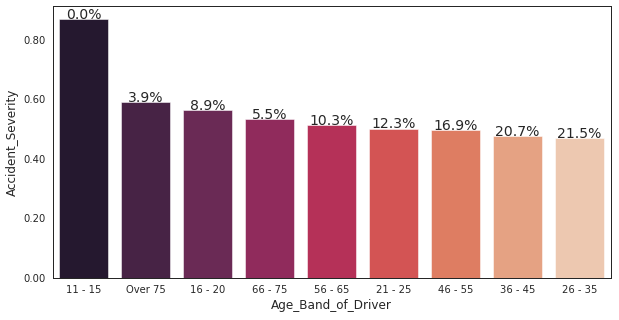 0.0%
3.9%
8.9%
5.5%
10.3%
12.3%
16.9%
20.7%
21.5%
0.80
0.60
0.40
0.20
0.00
Accident_Severity
11 - 15
Over 75
16 - 20
66 - 75
56 - 65
21 - 25
46 - 55
36 - 45
26 - 35
Age_Band_of_Driver